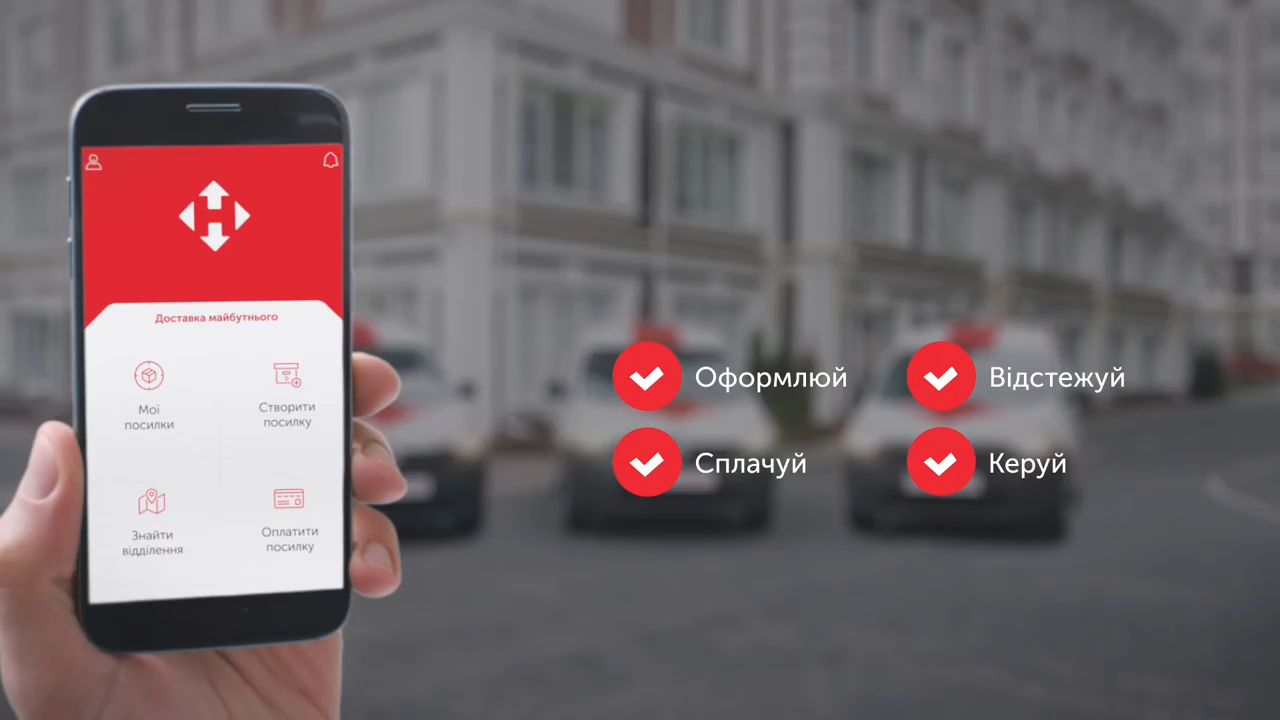 Доставка майбутнього
Мої
посилки
Створити
посилку
Знайти
відділення
Оплатити
посилку
Оформлюй
Відстежуй
Сплачуй
Керуй